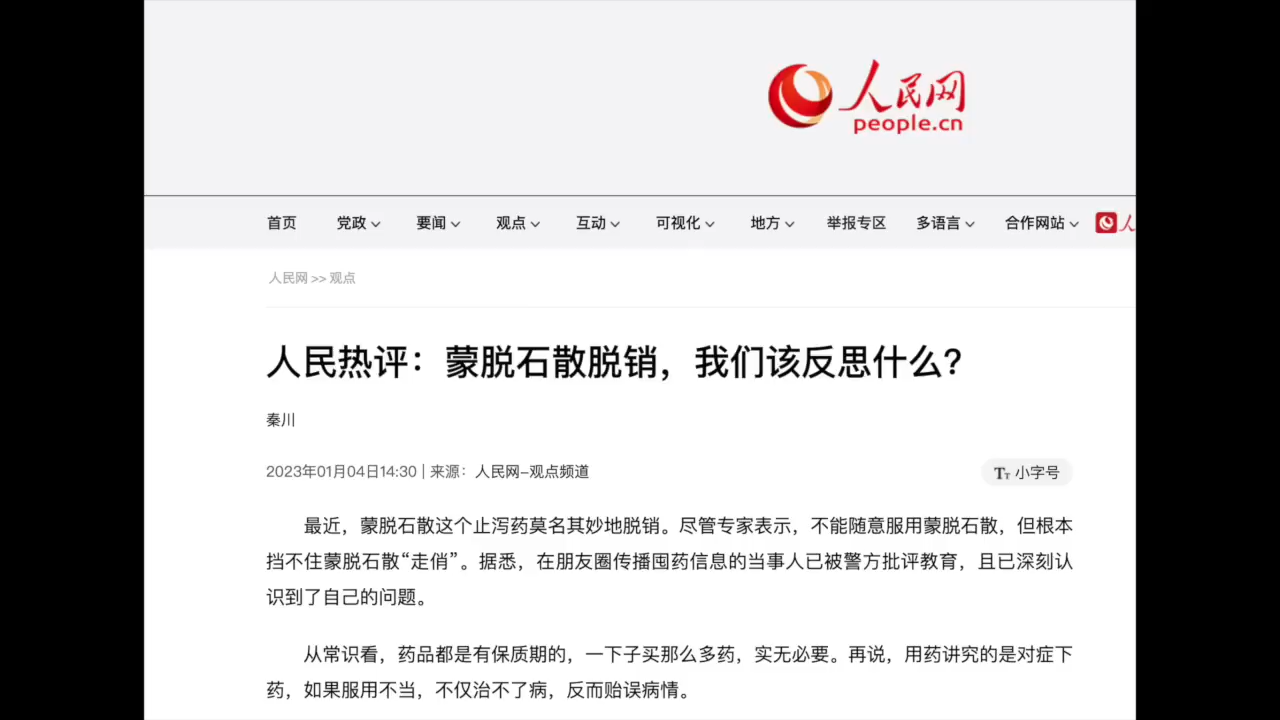 人民网
people.cn
首页 党政 要闻 观点 互动 可视化 地方 举报专区 多语言 合作网站 人
人民网 >> 观点
人民热评：蒙脱石散脱销，我们该反思什么？
秦川
2023年01月04日14:30 | 来源：人民网-观点频道 Tт 小字号
最近，蒙脱石散这个止泻药莫名其妙地脱销。尽管专家表示，不能随意服用蒙脱石散，但根本
挡不住蒙脱石散“走俏”。据悉，在朋友圈传播囤药信息的当事人已被警方批评教育，且已深刻认
识到了自己的问题。
从常识看，药品都是有保质期的，一下子买那么多药，实无必要。再说，用药讲究的是对症下
药，如果服用不当，不仅治不了病，反而贻误病情。